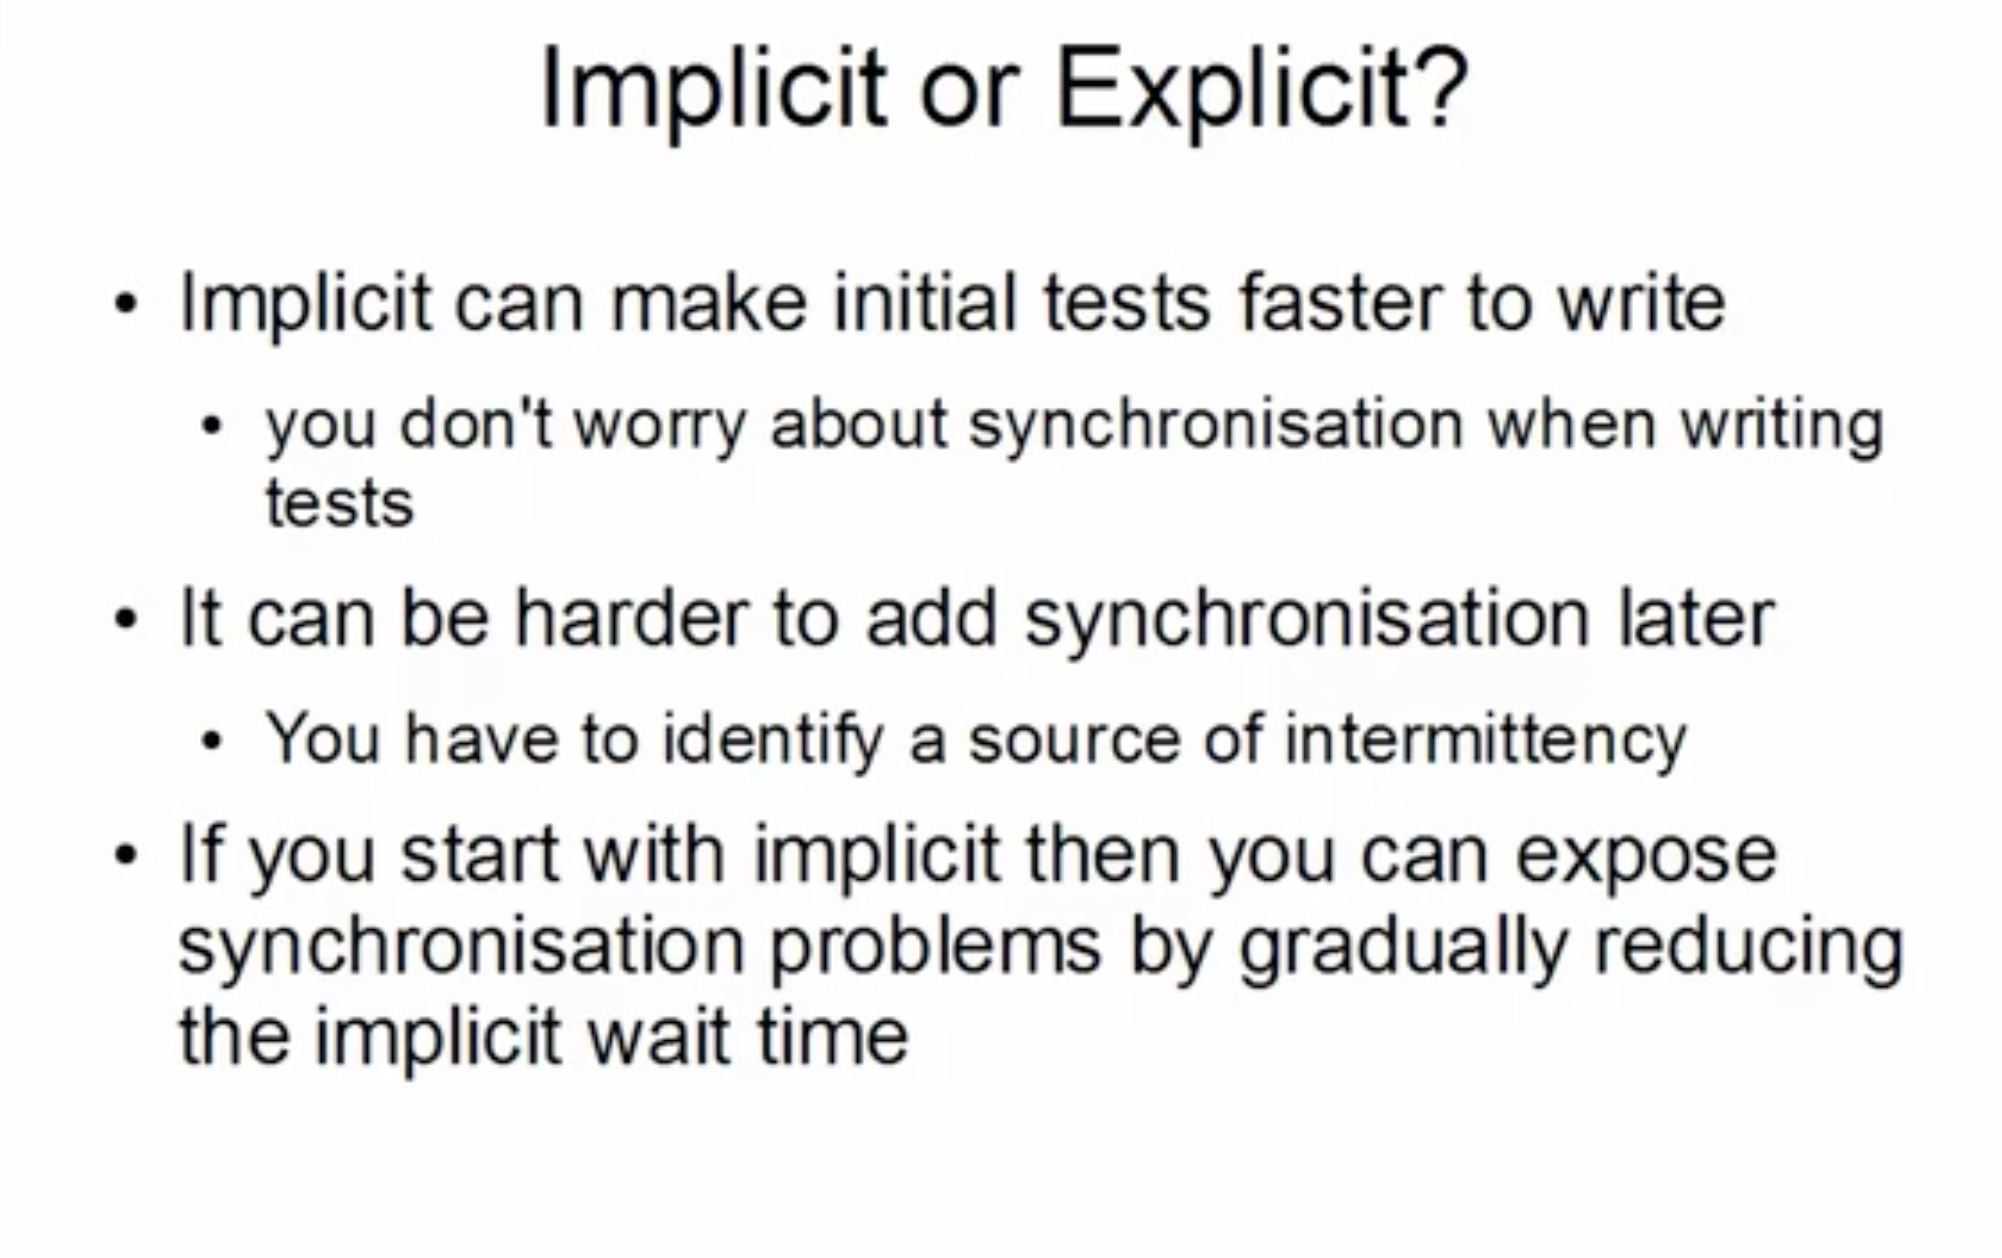 Implicit or Explicit?
• Implicit can make initial tests faster to write
• you don't worry about synchronisation when writing
tests
• It can be harder to add synchronisation later
• You have to identify a source of intermittency
• If you start with implicit then you can expose
synchronisation problems by gradually reducing
the implicit wait time